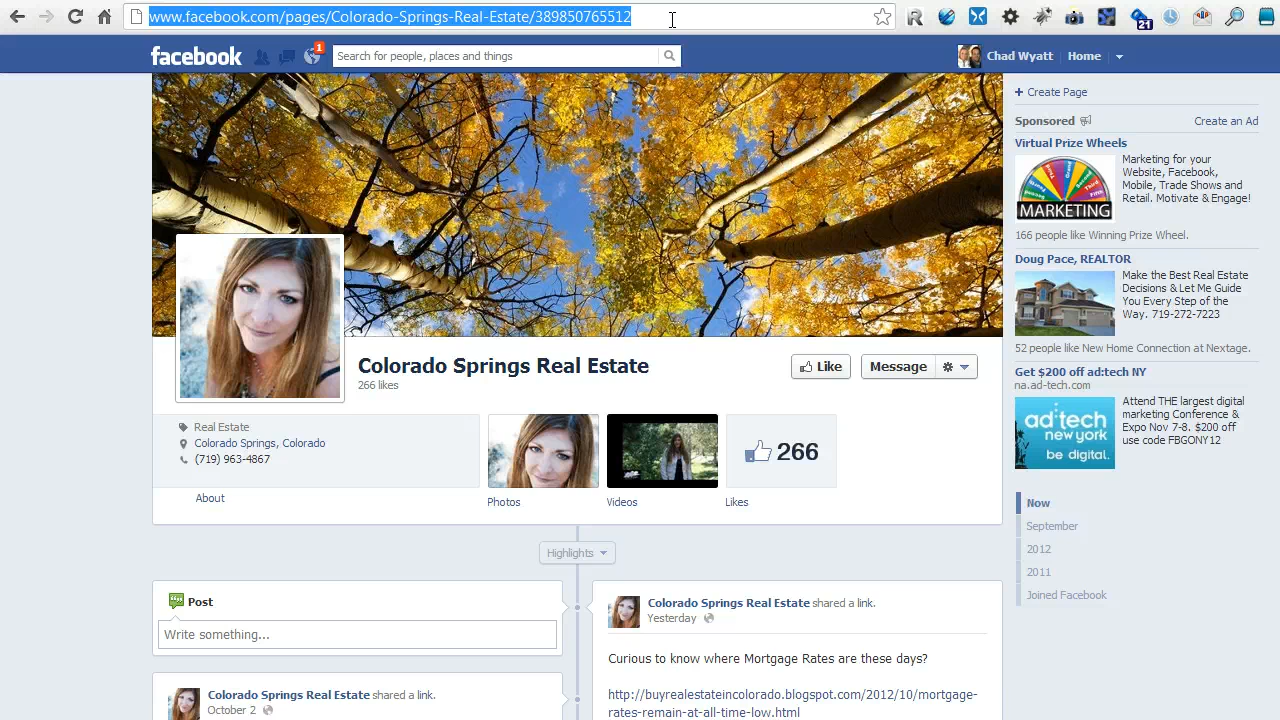 www.facebook.com/pages/Colorado-Springs-Real-Estate/389850765512
21
facebook
1
Search for people, places and things
Chad Wyatt
Home
Colorado Springs Real Estate
266 likes
Like
Message
Real Estate
Colorado Springs, Colorado
(719) 963-4867
About
Photos
Videos
266
Likes
Highlights
Post
Write something...
Colorado Springs Real Estate shared a link.
October 2
Colorado Springs Real Estate shared a link.
Yesterday
Curious to know where Mortgage Rates are these days?
http://buyrealestateincolorado.blogspot.com/2012/10/mortgage-
rates-remain-at-all-time-low.html
+ Create Page
Sponsored
Create an Ad
Virtual Prize Wheels
MARKETING
Marketing for your
Website, Facebook,
Mobile, Trade Shows and
Retail. Motivate & Engage!
166 people like Winning Prize Wheel.
Doug Pace, REALTOR
Make the Best Real Estate
Decisions & Let Me Guide
You Every Step of the
Way. 719-272-7223
52 people like New Home Connection at Nextage.
Get $200 off ad:tech NY
na.ad-tech.com
ad:tech
new york
be digital.
Attend THE largest digital
marketing Conference &
Expo Nov 7-8. $200 off
use code FBGONY12
Now
September
2012
2011
Joined Facebook